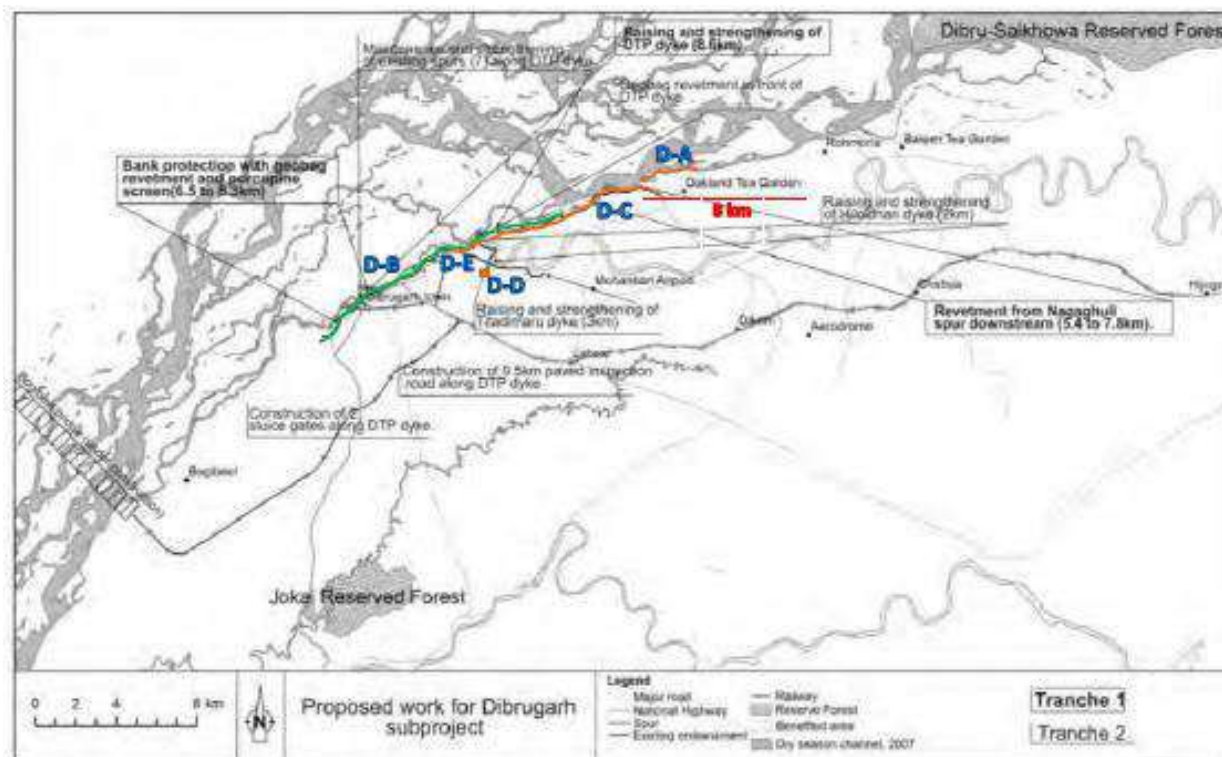 Dibru-Saikhowa Reserved Forest
Raising and strengthening of
DTP dyke (8.6km)
revetment in front of
DTP dyke
Rohmoria
Tea Garden
D-A
Bank protection with geobag
revetment and porcupine
screen(6.5 to 8.3km)
Oakland Tea Garden
8 km
Raising and strengthening
dyke (2km)
D-C
D-B
D-E
D-D
Mohanbari Airport
Raising and strengthening of
dyke (3km)
Chabua
Revetment from Nagaghuli
spur downstream (5.4 to 7.8km).
Dikom
Aerodrome
Construction of 9.5km paved inspection
road along DTP dyke
Construction of 2
sluice gates along DTP dyke.
Bogibeel
Joka Reserved Forest
0 2 4 8 km
N
Proposed work for Dibrugarh
subproject
Legend
Major road
National Highway
Spur
Existing embankment
Railway
Reserve Forest
Benefited area
Dry season channel, 2007
Tranche 1
Tranche 2